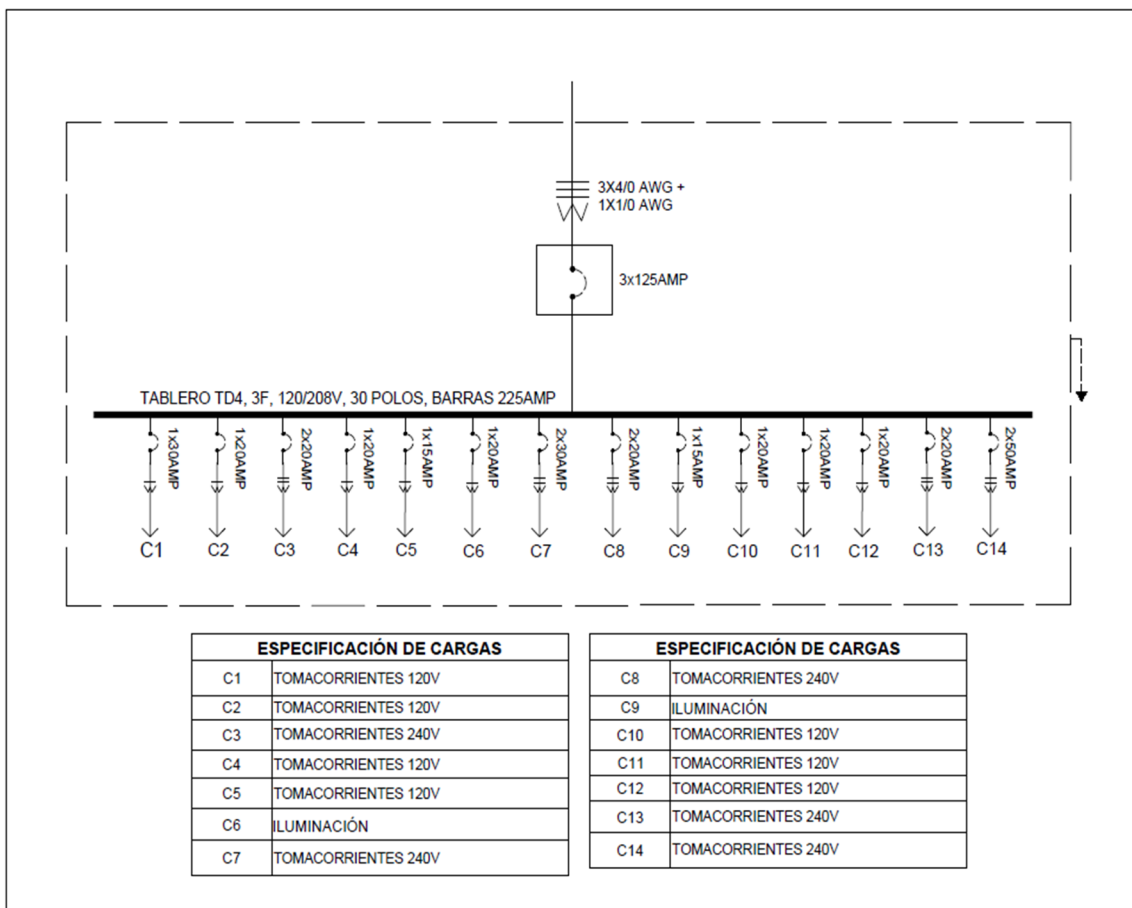 3X4/0 AWG +
1X1/0 AWG
3x125AMP
TABLERO TD4, 3F, 120/208V, 30 POLOS, BARRAS 225AMP
1x30AMP
1x20AMP
2x20AMP
1x20AMP
1x15AMP
1x20AMP
2x30AMP
2x20AMP
1x15AMP
1x20AMP
1x20AMP
1x20AMP
2x20AMP
2x50AMP
C1 C2 C3 C4 C5 C6 C7 C8 C9 C10 C11 C12 C13 C14
ESPECIFICACIÓN DE CARGAS
C1 TOMACORRIENTES 120V
C2 TOMACORRIENTES 120V
C3 TOMACORRIENTES 240V
C4 TOMACORRIENTES 120V
C5 TOMACORRIENTES 120V
C6 ILUMINACIÓN
C7 TOMACORRIENTES 240V
ESPECIFICACIÓN DE CARGAS
C8 TOMACORRIENTES 240V
C9 ILUMINACIÓN
C10 TOMACORRIENTES 120V
C11 TOMACORRIENTES 120V
C12 TOMACORRIENTES 120V
C13 TOMACORRIENTES 240V
C14 TOMACORRIENTES 240V